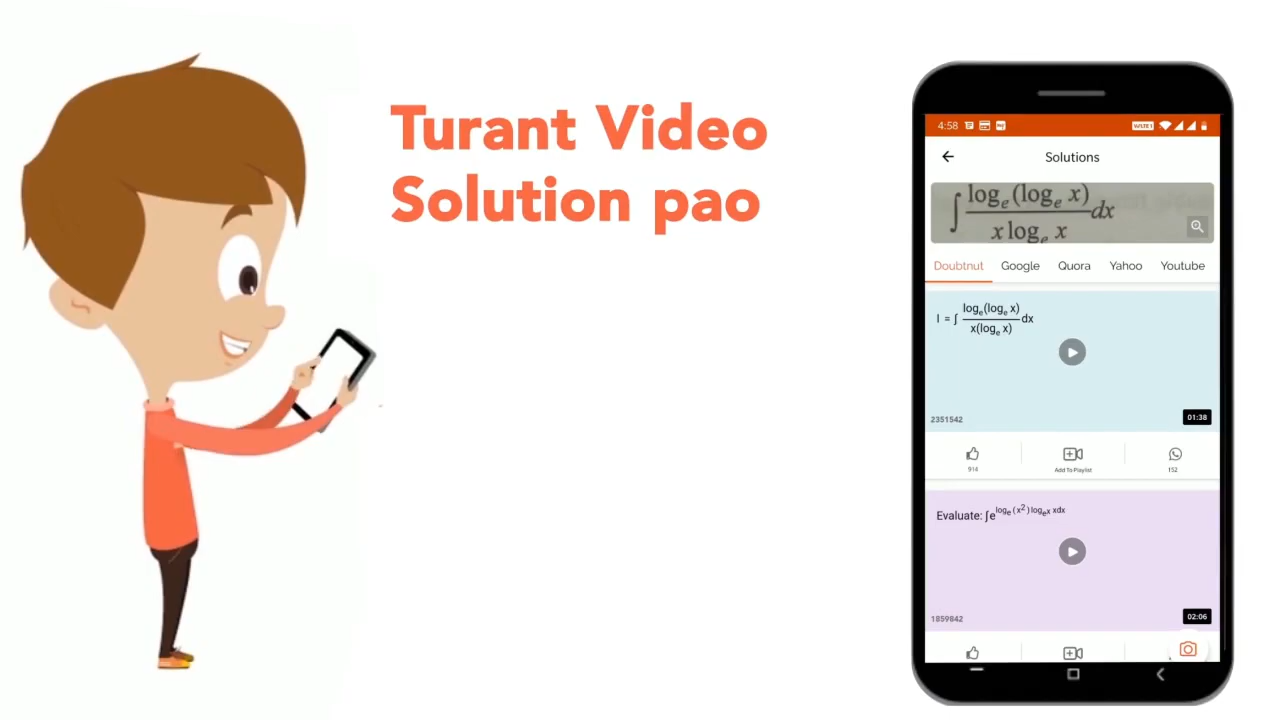 Turant Video
Solution pao
4:58
Solutions
∫ logₑ(logₑ x) / x logₑ x dx
Doubtnut Google Quora Yahoo Youtube
I = ∫ logₑ(logₑ x) / x(logₑ x) dx
2351542 01:38
914 Add To Playlist 152
Evaluate: ∫e^logₑ(x²)logₑx xdx
1859842 02:06